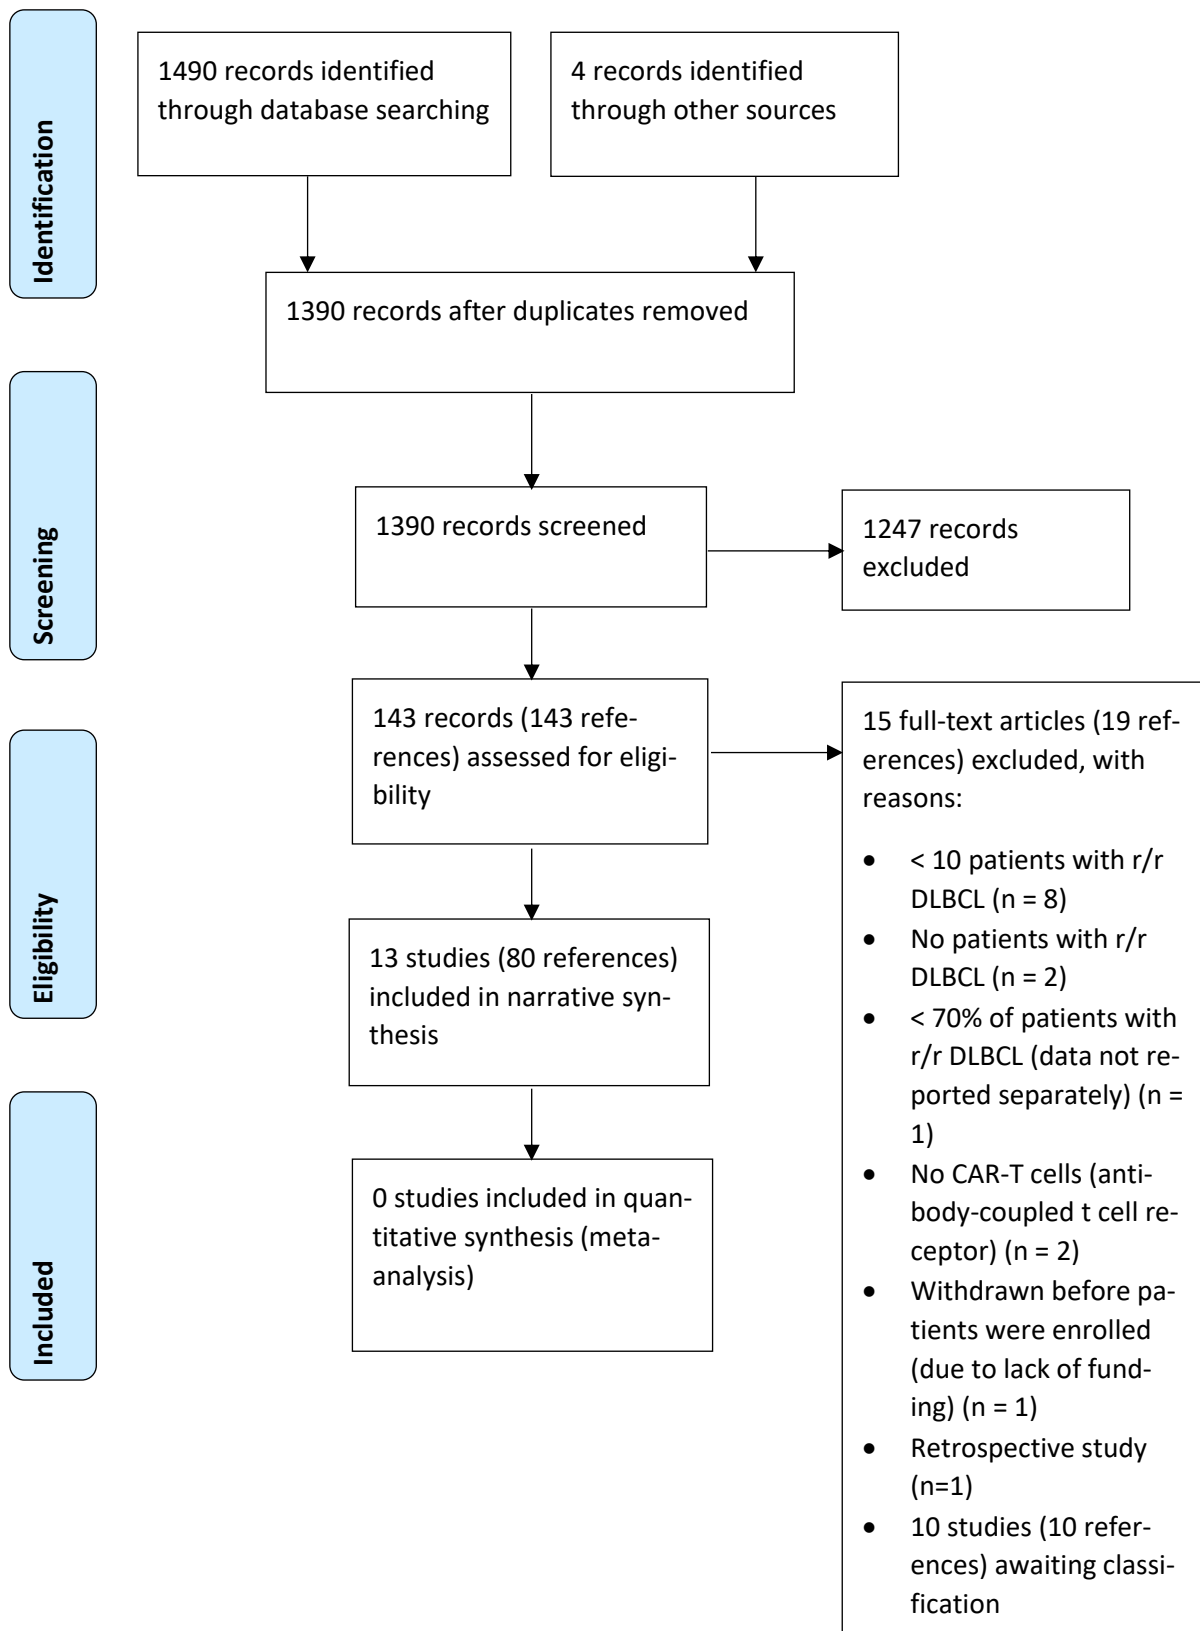 Identification
1490 records identified
through database searching
4 records identified
through other sources
1390 records after duplicates removed
Screening
1390 records screened
1247 records
excluded
Eligibility
143 records (143 refe-
rences) assessed for eligi-
bility
15 full-text articles (19 ref-
erences) excluded, with
reasons:
• < 10 patients with r/r
DLBCL (n = 8)
• No patients with r/r
DLBCL (n = 2)
• < 70% of patients with
r/r DLBCL (data not re-
ported separately) (n =
1)
• No CAR-T cells (anti-
body-coupled t cell re-
ceptor) (n = 2)
• Withdrawn before pa-
tients were enrolled
(due to lack of fund-
ing) (n = 1)
• Retrospective study
(n=1)
• 10 studies (10 refer-
ences) awaiting classi-
fication
13 studies (80 references)
included in narrative syn-
thesis
Included
0 studies included in quan-
titative synthesis (meta-
analysis)